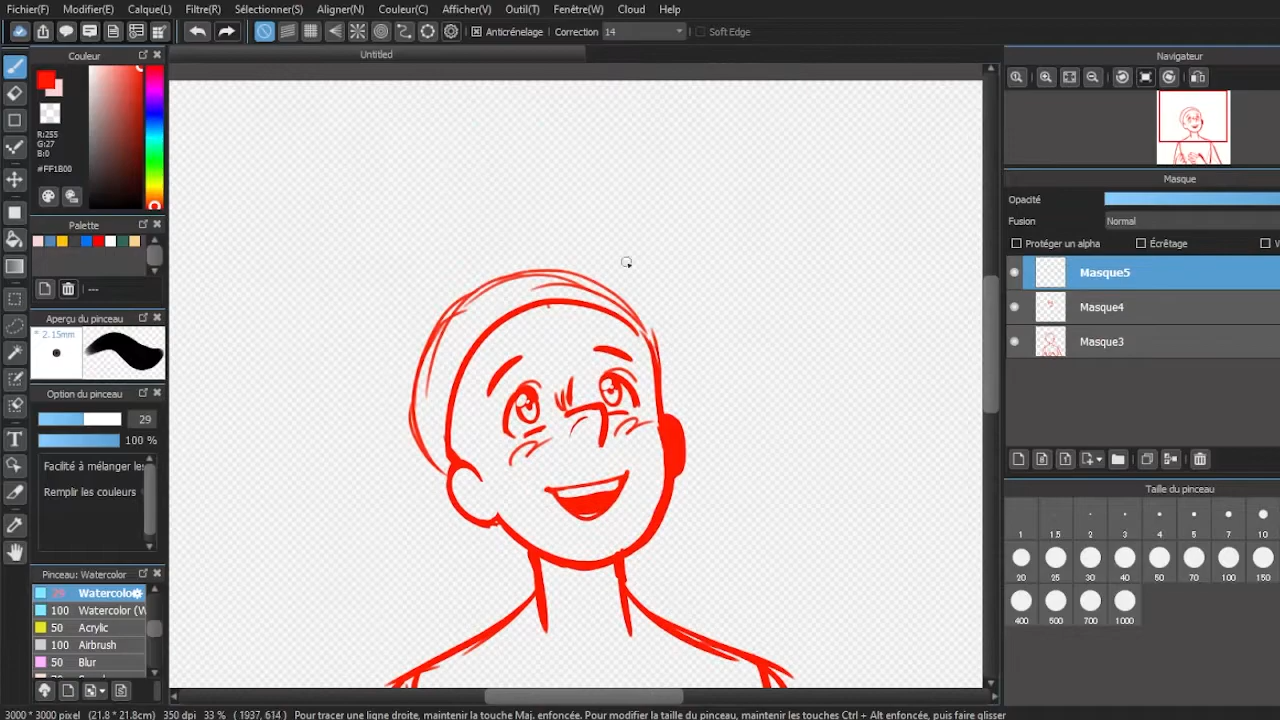 Fichier(F) Modifier(E) Calque(L) Filtre(R) Sélectionner(S) Aligner(N) Couleur(C) Afficher(V) Outil(T) Fenêtre(W) Cloud Help
Anticrénelage Correction 14 Soft Edge
Untitled
Couleur
R:255
G:27
B:0
#FF1B00
Palette
---
Aperçu du pinceau
* 2.15mm
Option du pinceau
29
100 %
Facilité à mélanger les
Remplir les couleurs
Pinceau: Watercolor
29 Watercolo
100 Watercolor (W
50 Acrylic
100 Airbrush
50 Blur
Navigateur
Masque
Opacité
Fusion Normal
Protéger un alpha Écrêtage
Masque5
Masque4
Masque3
Taille du pinceau
1 1.5 2 3 4 5 7 10
20 25 30 40 50 70 100 150
400 500 700 1000
3000 * 3000 pixel (21.8 * 21.8cm) 350 dpi 33 % ( 1937, 614 ) Pour tracer une ligne droite, maintenir la touche Maj. enfoncée. Pour modifier la taille du pinceau, maintenir les touches Ctrl + Alt enfoncée, puis faire glisser